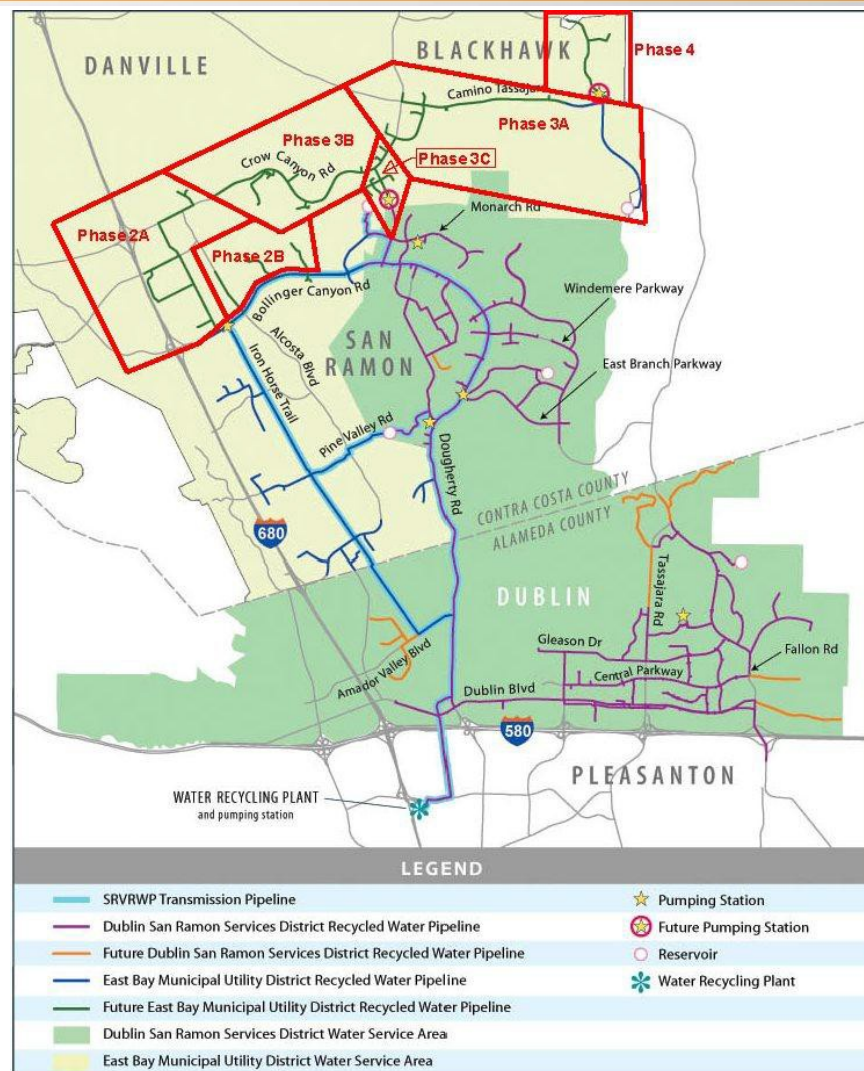 DANVILLE
BLACKHAWK
Phase 4
Camino Tassaja
Phase 3A
Phase 3B
Crow Canyon Rd
Phase 3C
Monarch Rd
Phase 2A
Phase 2B
Bollinger Canyon Rd
Windemere Parkway
SAN
RAMON
Alcosta Blvd
Iron Horse Trail
East Branch Parkway
Pine Valley Rd
Dougherty Rd
CONTRA COSTA COUNTY
ALAMEDA COUNTY
680
DUBLIN
Tassajara Rd
Gleason Dr
Fallon Rd
Central Parkway
Amador Valley Blvd
Dublin Blvd
580
PLEASANTON
WATER RECYCLING PLANT
and pumping station
LEGEND
SRVRWP Transmission Pipeline
Dublin San Ramon Services District Recycled Water Pipeline
Future Dublin San Ramon Services District Recycled Water Pipeline
East Bay Municipal Utility District Recycled Water Pipeline
Future East Bay Municipal Utility District Recycled Water Pipeline
Dublin San Ramon Services District Water Service Area
East Bay Municipal Utility District Water Service Area
Pumping Station
Future Pumping Station
Reservoir
Water Recycling Plant